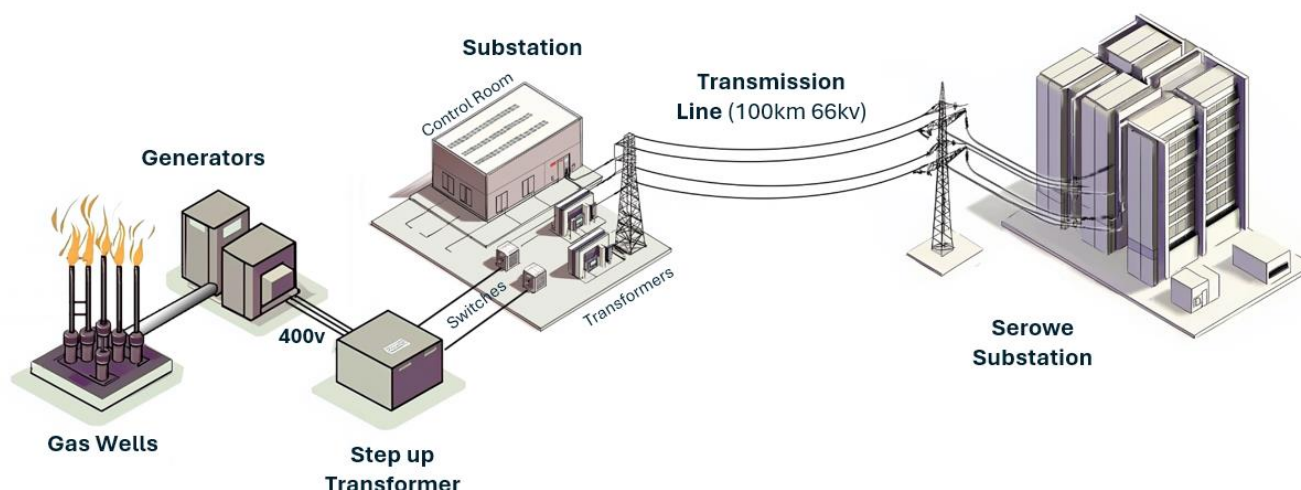 Substation
Control Room
Transmission
Line (100km 66kv)
Generators
400v
Switches
Transformers
Serowe
Substation
Gas Wells
Step up
Transformer